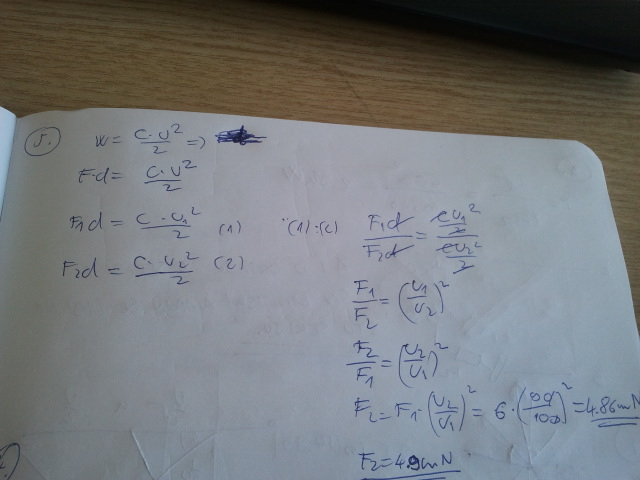 5.
W = C·U²/2 =>
Fd = C·U²/2
F₁d = C·U₁²/2 (1)
F₂d = C·U₂²/2 (2)
(1):(2) F₁d/F₂d = (CU₁²/2)/(CU₂²/2)
F₁/F₂ = (U₁/U₂)²
F₂/F₁ = (U₂/U₁)²
F₂ = F₁·(U₂/U₁)² = 6·(90/100)² = 4.86mN
F₂ = 4.9mN